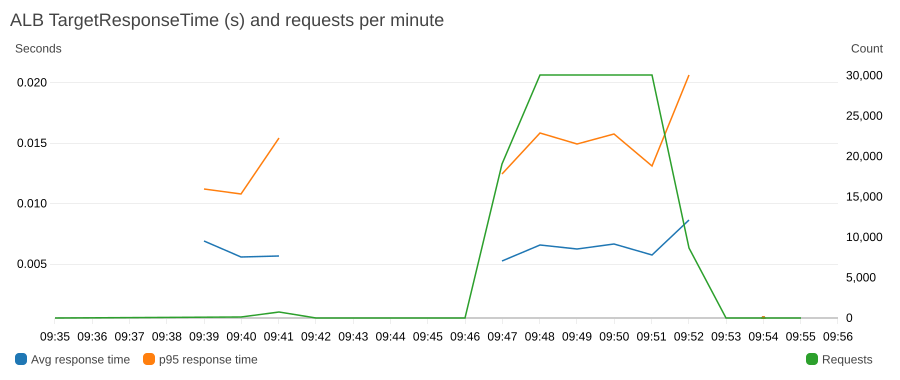 ALB TargetResponseTime (s) and requests per minute
Seconds Count
0.020
0.015
0.010
0.005
30,000
25,000
20,000
15,000
10,000
5,000
0
09:35 09:36 09:37 09:38 09:39 09:40 09:41 09:42 09:43 09:44 09:45 09:46 09:47 09:48 09:49 09:50 09:51 09:52 09:53 09:54 09:55 09:56
Avg response time p95 response time Requests